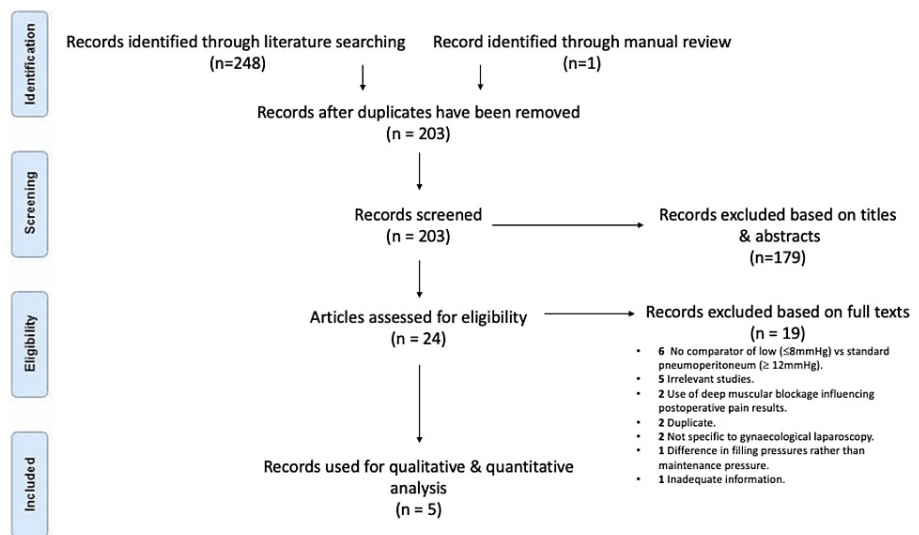 Identification
Records identified through literature searching
(n=248)
Record identified through manual review
(n=1)
Records after duplicates have been removed
(n = 203)
Screening
Records screened
(n = 203)
Records excluded based on titles
& abstracts
(n=179)
Eligibility
Articles assessed for eligibility
(n = 24)
Records excluded based on full texts
(n = 19)
• 6 No comparator of low (≤8mmHg) vs standard
pneumoperitoneum (≥ 12mmHg).
• 5 Irrelevant studies.
• 2 Use of deep muscular blockage influencing
postoperative pain results.
• 2 Duplicate.
• 2 Not specific to gynaecological laparoscopy.
• 1 Difference in filling pressures rather than
maintenance pressure.
• 1 Inadequate information.
Included
Records used for qualitative & quantitative
analysis
(n = 5)